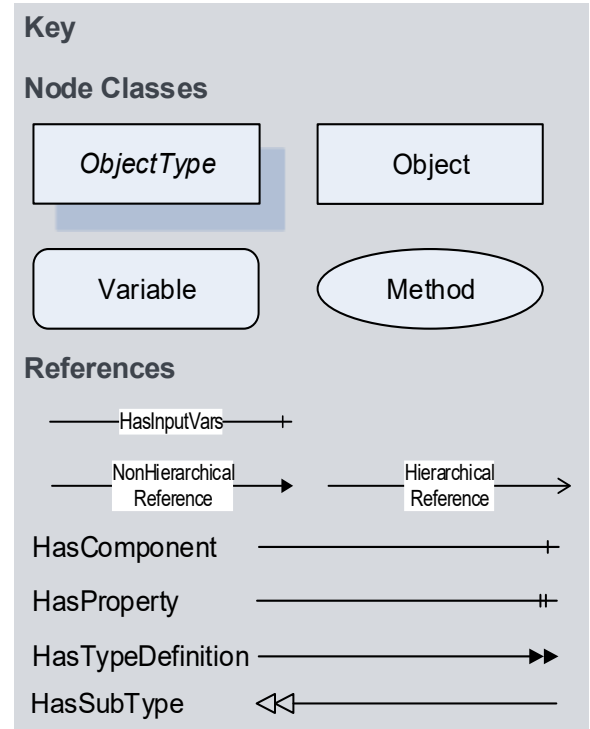 Key
Node Classes
ObjectType
Object
Variable
Method
References
HasInputVars
NonHierarchical
Reference
Hierarchical
Reference
HasComponent
HasProperty
HasTypeDefinition
HasSubType